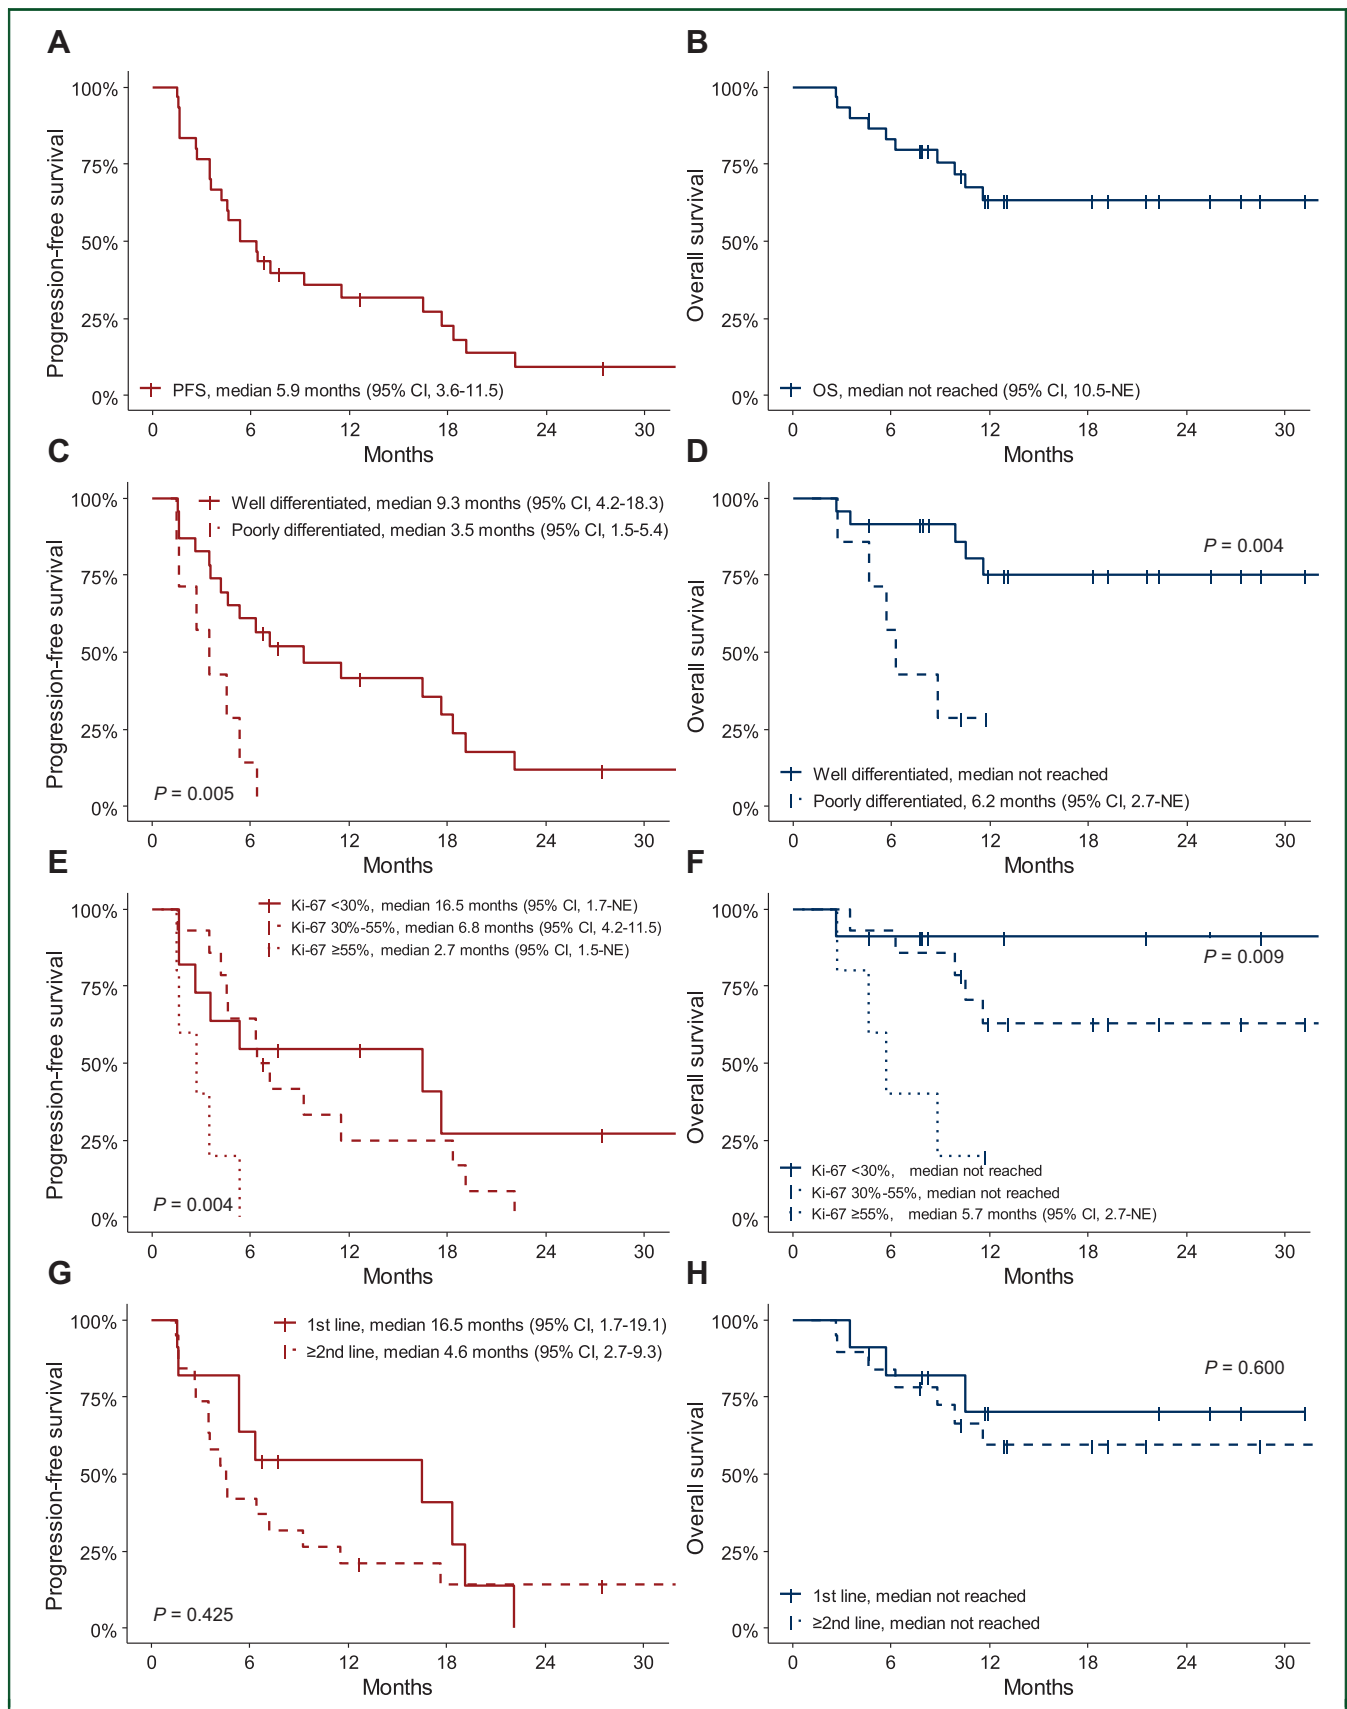 A
Progression-free survival
100%
75%
50%
25%
0%
PFS, median 5.9 months (95% CI, 3.6-11.5)
0 6 12 18 24 30
Months
B
Overall survival
100%
75%
50%
25%
0%
OS, median not reached (95% CI, 10.5-NE)
0 6 12 18 24 30
Months
C
Progression-free survival
100%
75%
50%
25%
0%
Well differentiated, median 9.3 months (95% CI, 4.2-18.3)
Poorly differentiated, median 3.5 months (95% CI, 1.5-5.4)
P = 0.005
0 6 12 18 24 30
Months
D
Overall survival
100%
75%
50%
25%
0%
P = 0.004
Well differentiated, median not reached
Poorly differentiated, 6.2 months (95% CI, 2.7-NE)
0 6 12 18 24 30
Months
E
Progression-free survival
100%
75%
50%
25%
0%
Ki-67 <30%, median 16.5 months (95% CI, 1.7-NE)
Ki-67 30%-55%, median 6.8 months (95% CI, 4.2-11.5)
Ki-67 ≥55%, median 2.7 months (95% CI, 1.5-NE)
P = 0.004
0 6 12 18 24 30
Months
F
Overall survival
100%
75%
50%
25%
0%
P = 0.009
Ki-67 <30%, median not reached
Ki-67 30%-55%, median not reached
Ki-67 ≥55%, median 5.7 months (95% CI, 2.7-NE)
0 6 12 18 24 30
Months
G
Progression-free survival
100%
75%
50%
25%
0%
1st line, median 16.5 months (95% CI, 1.7-19.1)
≥2nd line, median 4.6 months (95% CI, 2.7-9.3)
P = 0.425
0 6 12 18 24 30
Months
H
Overall survival
100%
75%
50%
25%
0%
P = 0.600
1st line, median not reached
≥2nd line, median not reached
0 6 12 18 24 30
Months